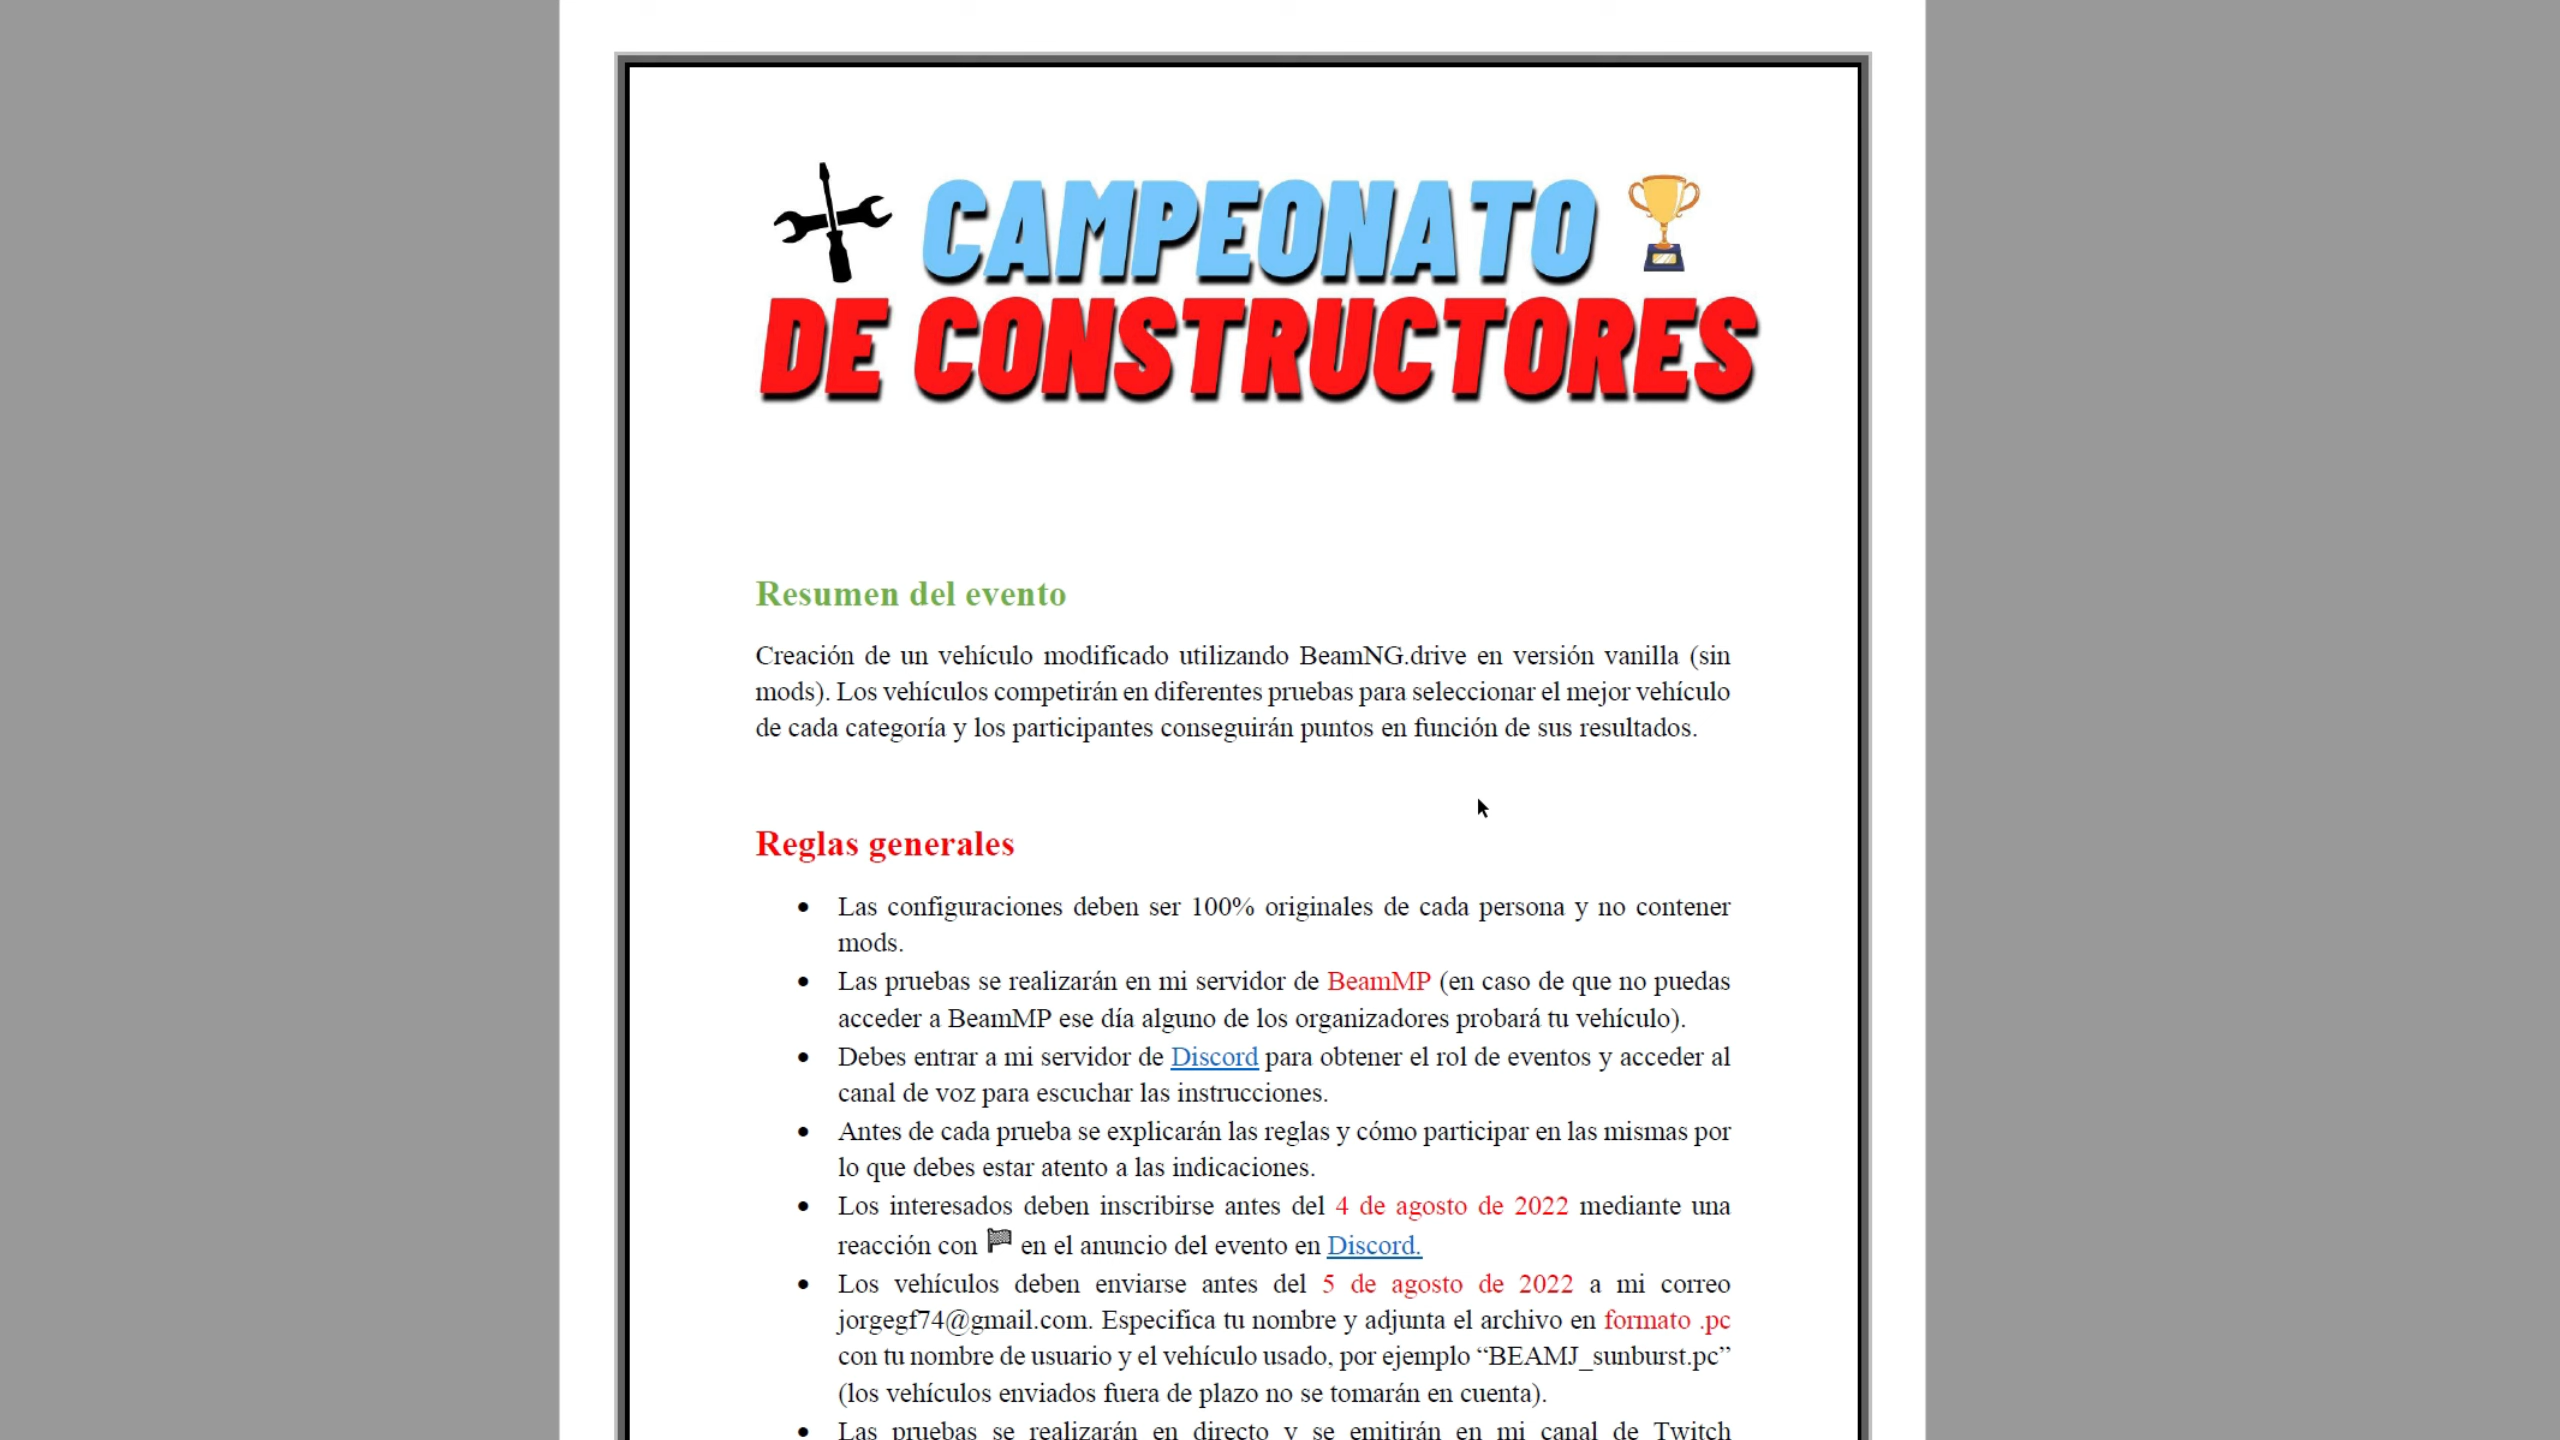 CAMPEONATO
DE CONSTRUCTORES
Resumen del evento
Creación de un vehículo modificado utilizando BeamNG.drive en versión vanilla (sin
mods). Los vehículos competirán en diferentes pruebas para seleccionar el mejor vehículo
de cada categoría y los participantes conseguirán puntos en función de sus resultados.
Reglas generales
• Las configuraciones deben ser 100% originales de cada persona y no contener
mods.
• Las pruebas se realizarán en mi servidor de BeamMP (en caso de que no puedas
acceder a BeamMP ese día alguno de los organizadores probará tu vehículo).
• Debes entrar a mi servidor de Discord para obtener el rol de eventos y acceder al
canal de voz para escuchar las instrucciones.
• Antes de cada prueba se explicarán las reglas y cómo participar en las mismas por
lo que debes estar atento a las indicaciones.
• Los interesados deben inscribirse antes del 4 de agosto de 2022 mediante una
reacción con 🏁 en el anuncio del evento en Discord.
• Los vehículos deben enviarse antes del 5 de agosto de 2022 a mi correo
jorgegf74@gmail.com. Especifica tu nombre y adjunta el archivo en formato .pc
con tu nombre de usuario y el vehículo usado, por ejemplo “BEAMJ_sunburst.pc”
(los vehículos enviados fuera de plazo no se tomarán en cuenta).
• Las pruebas se realizarán en directo y se emitirán en mi canal de Twitch